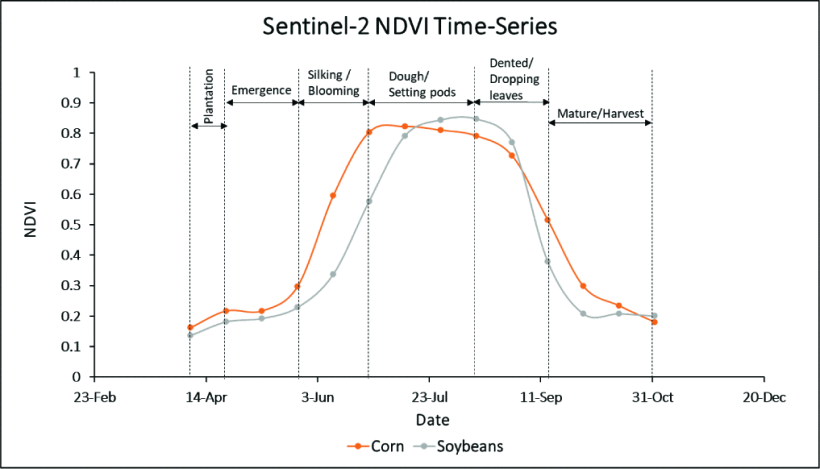 Sentinel-2 NDVI Time-Series
NDVI
1
0.9
0.8
0.7
0.6
0.5
0.4
0.3
0.2
0.1
0
Plantation
Emergence
Silking /
Blooming
Dough/
Setting pods
Dented/
Dropping
leaves
Mature/Harvest
23-Feb 14-Apr 3-Jun 23-Jul 11-Sep 31-Oct 20-Dec
Date
Corn Soybeans